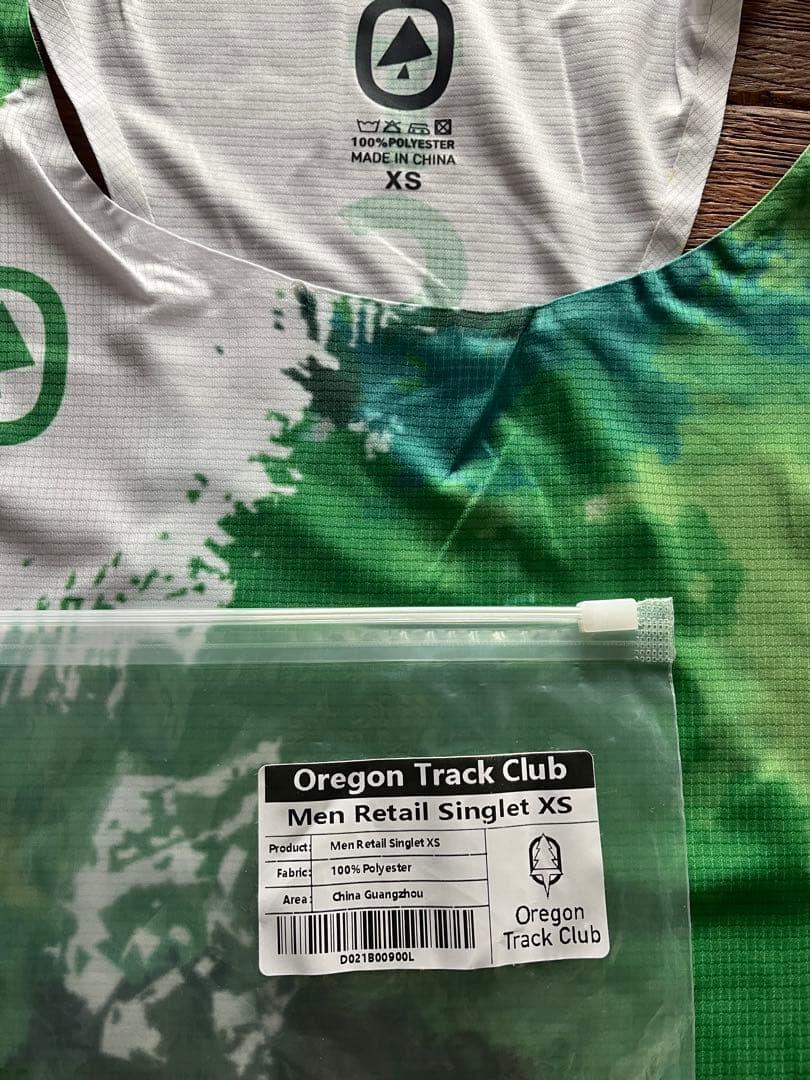 100%POLYESTER
MADE IN CHINA
XS
Oregon Track Club
Men Retail Singlet XS
Product: Men Retail Singlet XS
Fabric: 100% Polyester
Area: China Guangzhou
D021B00900L
Oregon
Track Club